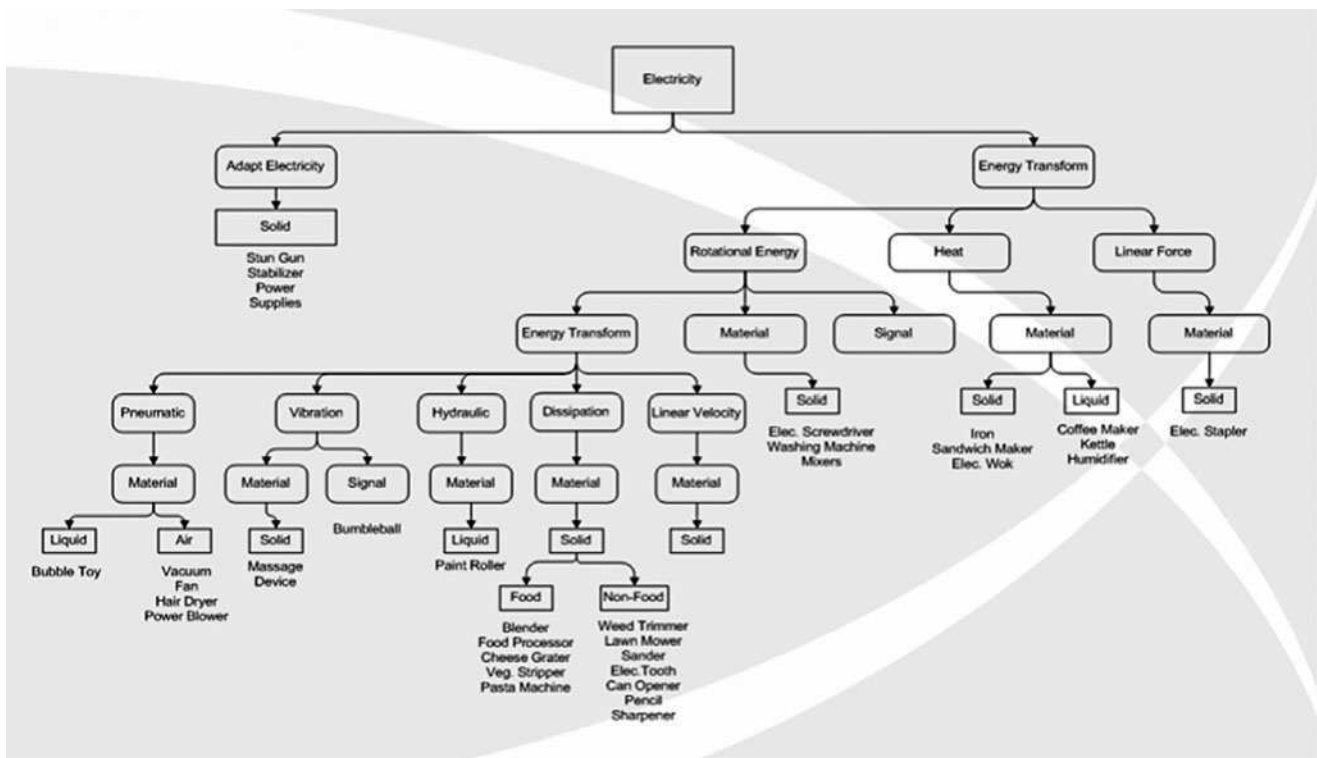 Electricity
Adapt Electricity
Energy Transform
Solid
Stun Gun
Stabilizer
Power
Supplies
Rotational Energy
Heat
Linear Force
Energy Transform
Material
Signal
Material
Material
Pneumatic
Vibration
Hydraulic
Dissipation
Linear Velocity
Solid
Elec. Screwdriver
Washing Machine
Mixers
Solid
Iron
Sandwich Maker
Elec. Wok
Liquid
Coffee Maker
Kettle
Humidifier
Solid
Elec. Stapler
Material
Material
Signal
Bumbleball
Material
Material
Material
Liquid
Bubble Toy
Air
Vacuum
Fan
Hair Dryer
Power Blower
Solid
Massage
Device
Liquid
Paint Roller
Solid
Solid
Food
Blender
Food Processor
Cheese Grater
Veg. Stripper
Pasta Machine
Non-Food
Weed Trimmer
Lawn Mower
Sander
Elec.Tooth
Can Opener
Pencil
Sharpener